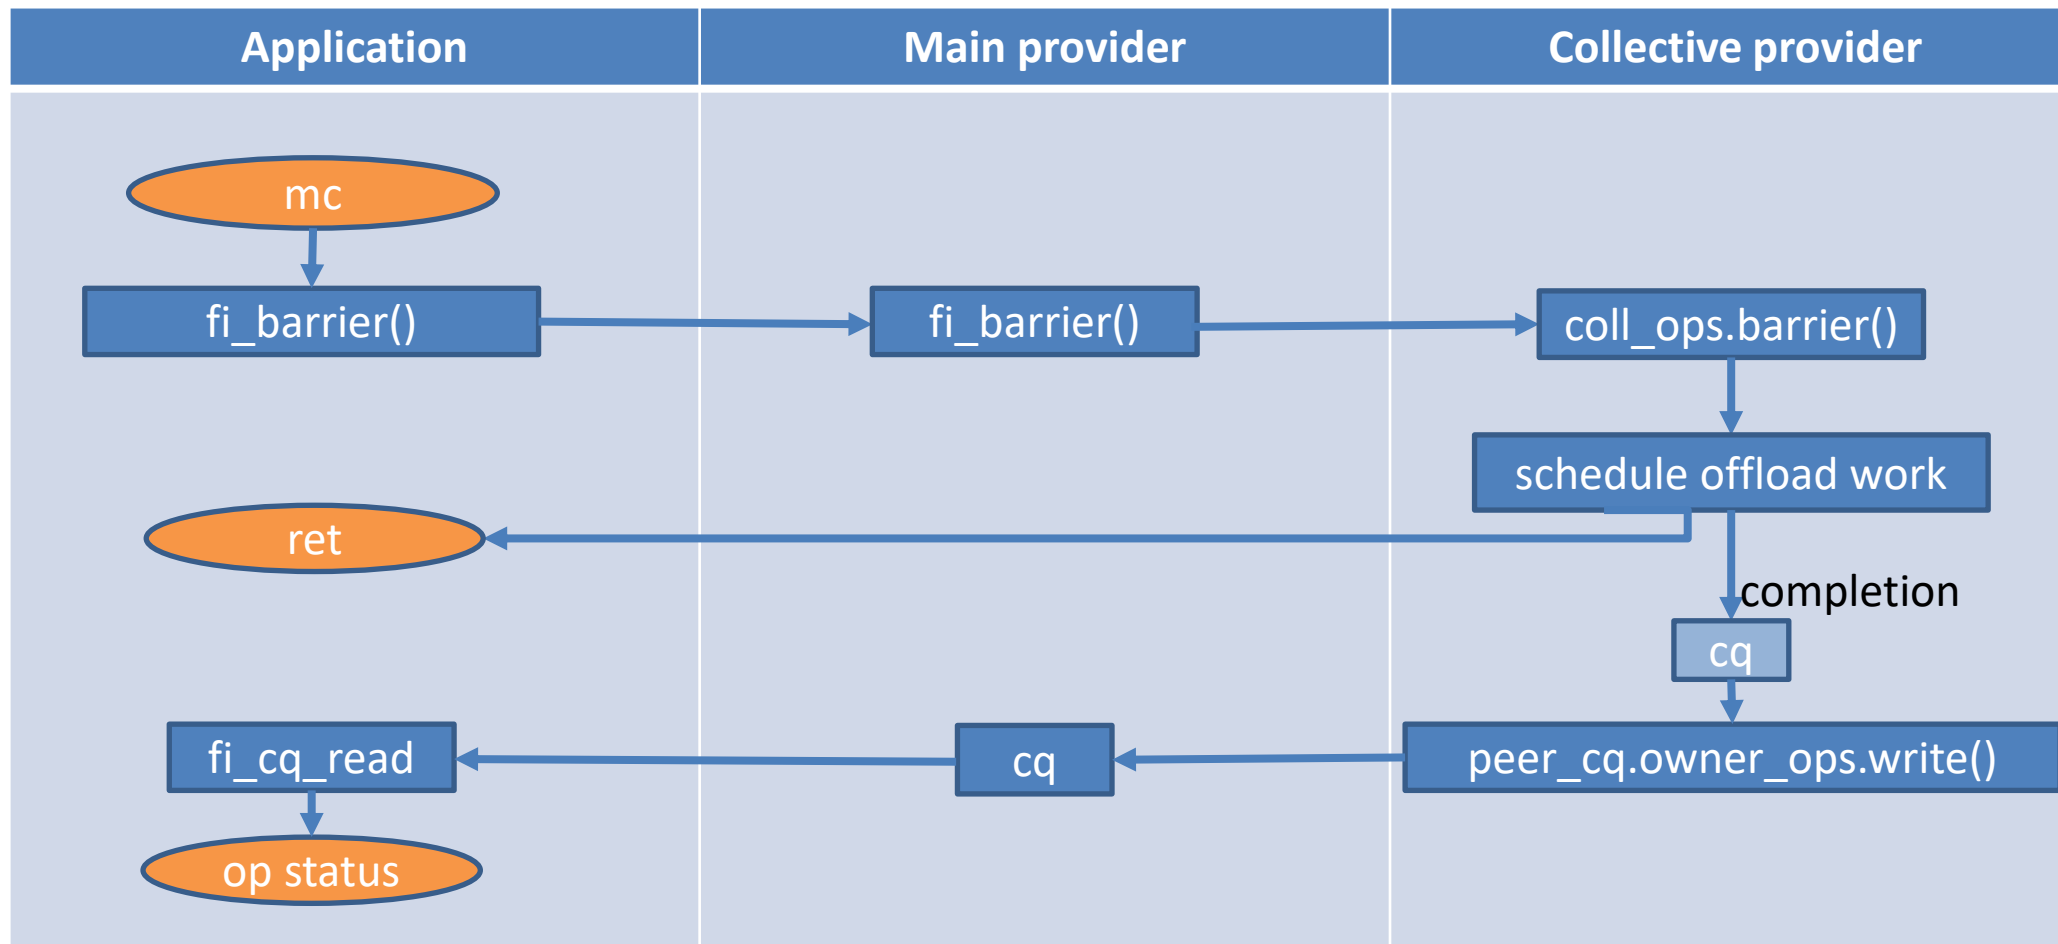 Application
Main provider
Collective provider
mc
fi_barrier()
fi_barrier()
coll_ops.barrier()
schedule offload work
ret
completion
cq
fi_cq_read
cq
peer_cq.owner_ops.write()
op status